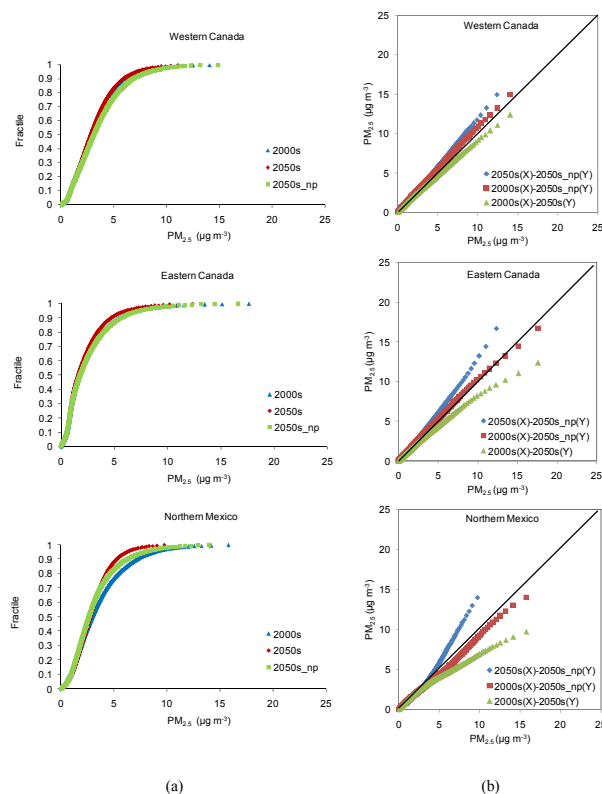 Western Canada
1
0.9
0.8
0.7
0.6
0.5
0.4
0.3
0.2
0.1
0
Fractile
2000s
2050s
2050s_np
0 5 10 15 20 25
PM2.5 (µg m-3)
Western Canada
25
20
15
10
5
0
PM2.5 (µg m-3)
2050s(X)-2050s_np(Y)
2000s(X)-2050s_np(Y)
2000s(X)-2050s(Y)
0 5 10 15 20 25
PM2.5 (µg m-3)
Eastern Canada
1
0.9
0.8
0.7
0.6
0.5
0.4
0.3
0.2
0.1
0
Fractile
2000s
2050s
2050s_np
0 5 10 15 20 25
PM2.5 (µg m-3)
Eastern Canada
25
20
15
10
5
0
PM2.5 (µg m-3)
2050s(X)-2050s_np(Y)
2000s(X)-2050s_np(Y)
2000s(X)-2050s(Y)
0 5 10 15 20 25
PM2.5 (µg m-3)
Northern Mexico
1
0.9
0.8
0.7
0.6
0.5
0.4
0.3
0.2
0.1
0
Fractile
2000s
2050s
2050s_np
0 5 10 15 20 25
PM2.5 (µg m-3)
Northern Mexico
25
20
15
10
5
0
PM2.5 (µg m-3)
2050s(X)-2050s_np(Y)
2000s(X)-2050s_np(Y)
2000s(X)-2050s(Y)
0 5 10 15 20 25
PM2.5 (µg m-3)
(a)
(b)